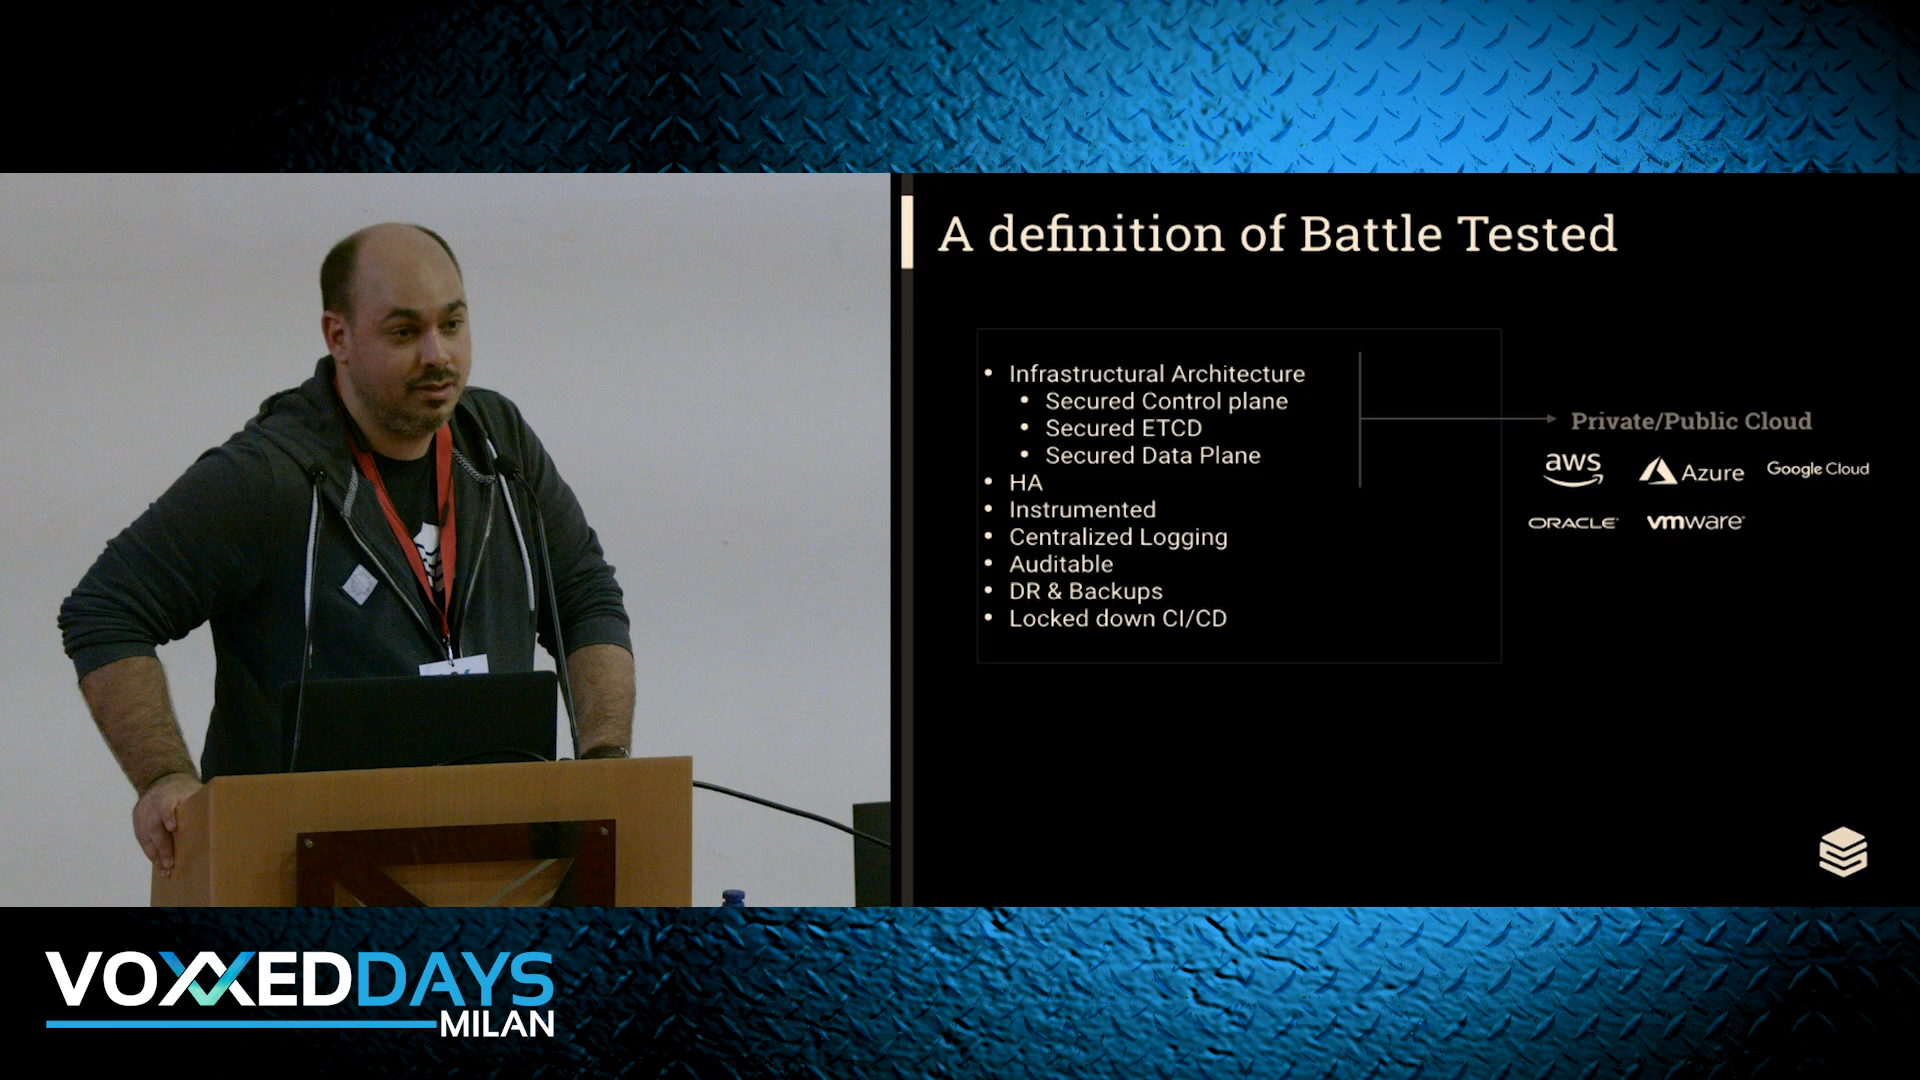 A definition of Battle Tested
• Infrastructural Architecture
• Secured Control plane
• Secured ETCD
• Secured Data Plane
• HA
• Instrumented
• Centralized Logging
• Auditable
• DR & Backups
• Locked down CI/CD
Private/Public Cloud
aws Azure Google Cloud
ORACLE vmware
VOXXEDDAYS
MILAN